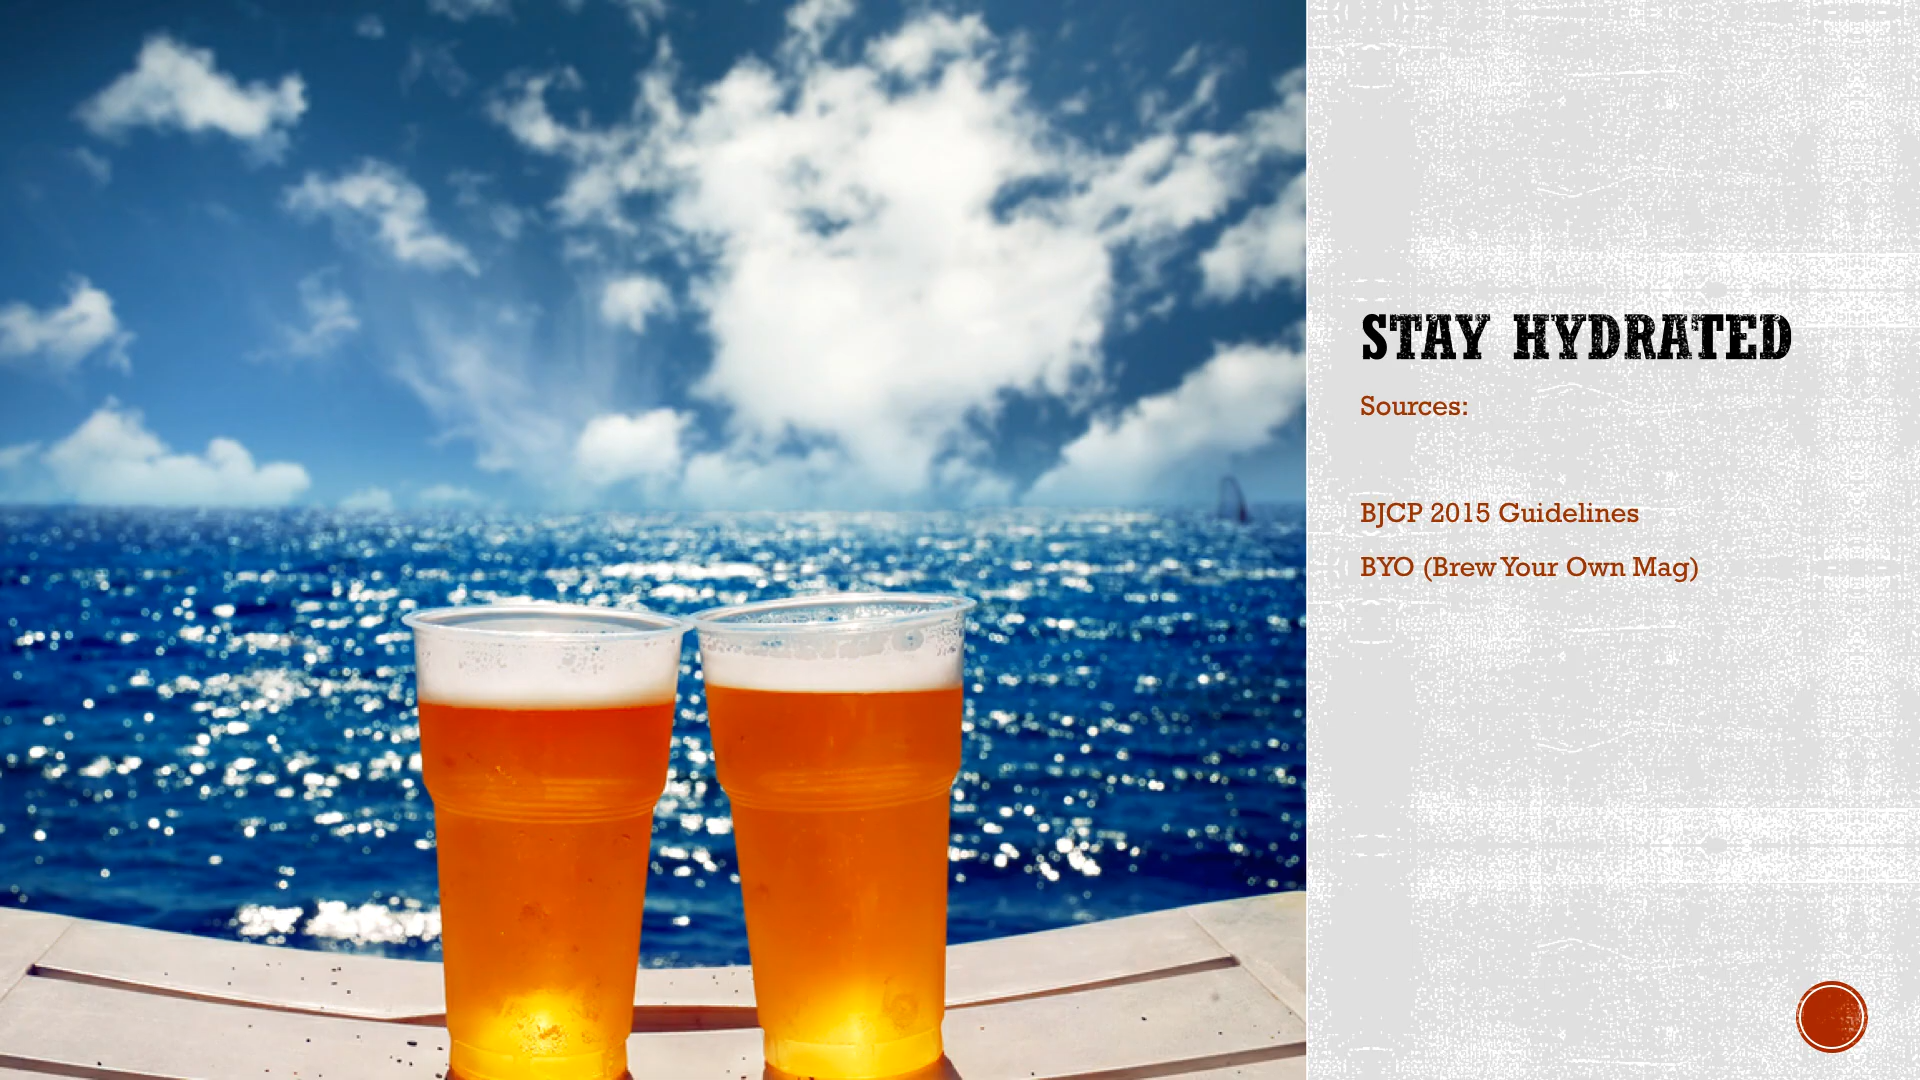 STAY HYDRATED
Sources:
BJCP 2015 Guidelines
BYO (Brew Your Own Mag)